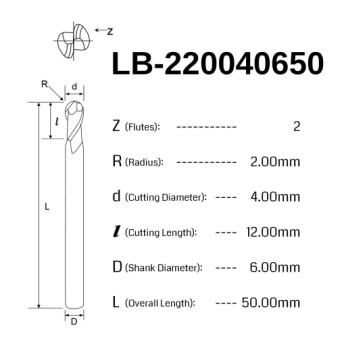 Z
LB-220040650
R
d
l
L
D
Z (Flutes): ----------- 2
R (Radius): ----------- 2.00mm
d (Cutting Diameter): ---- 4.00mm
l (Cutting Length): ---- 12.00mm
D (Shank Diameter): ---- 6.00mm
L (Overall Length): ----- 50.00mm